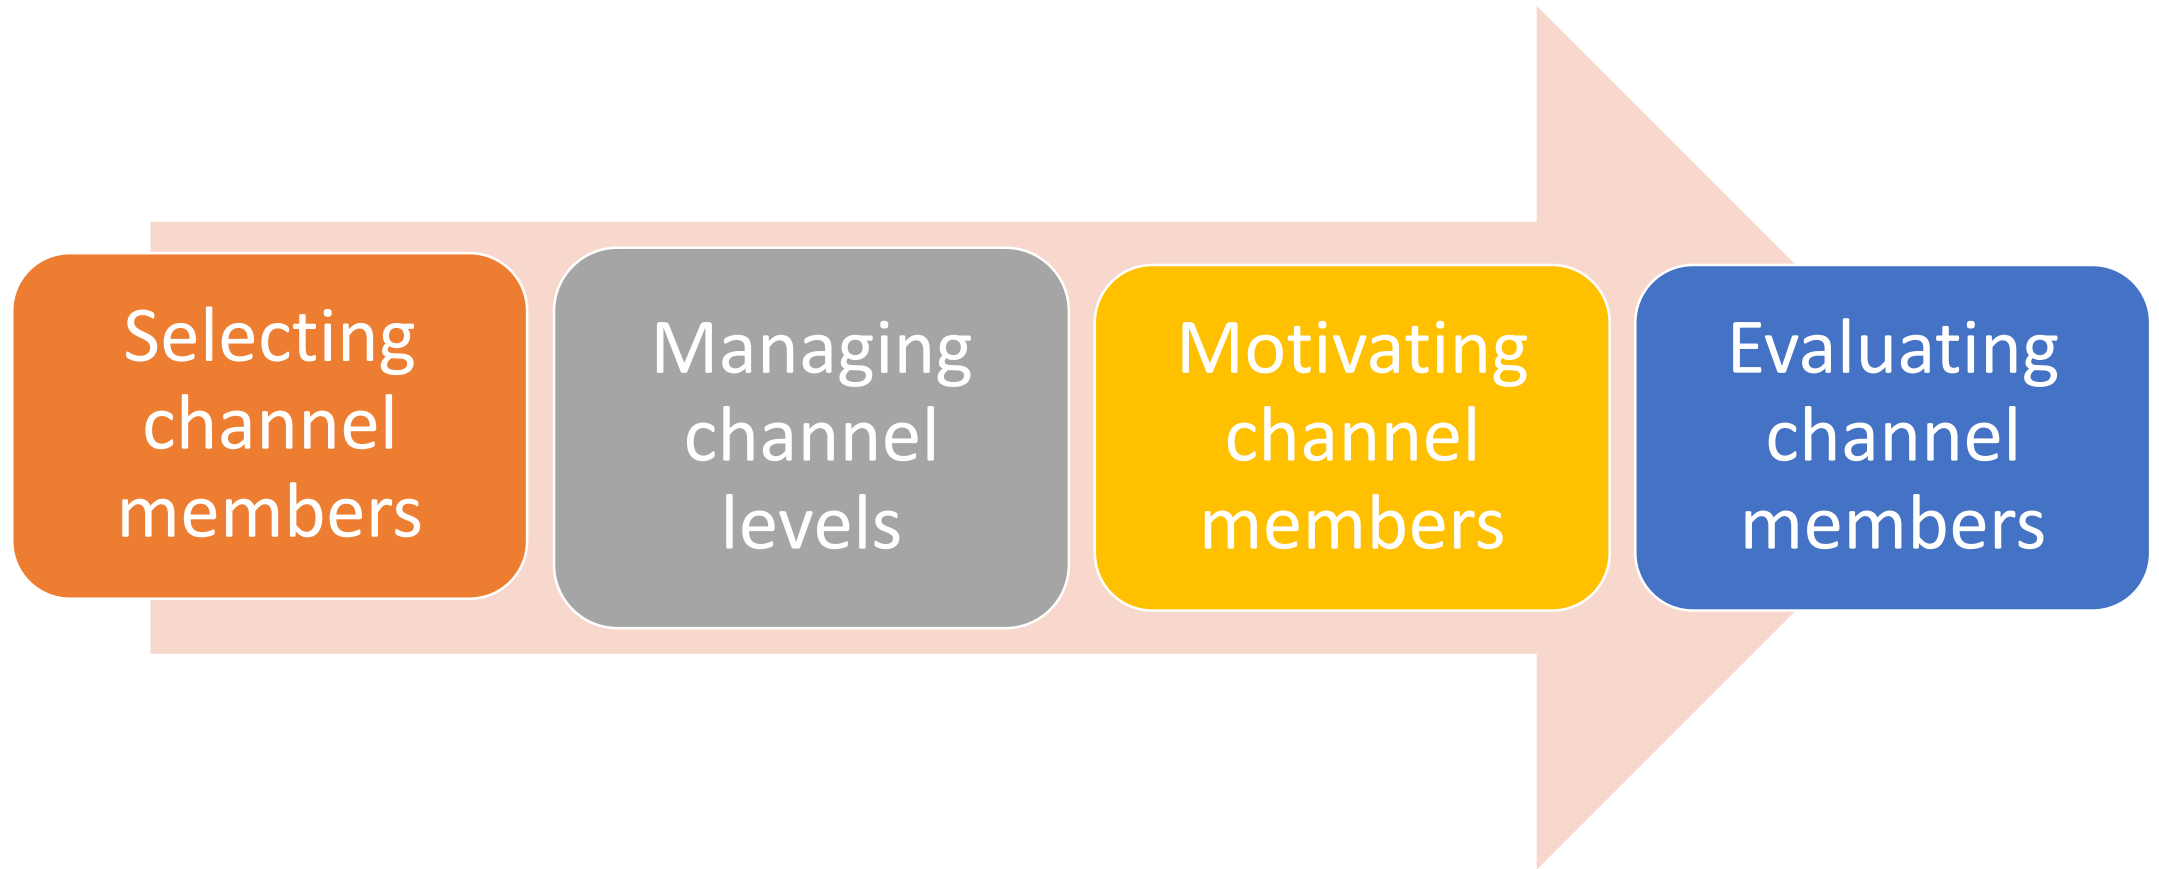 Selecting
channel
members
Managing
channel
levels
Motivating
channel
members
Evaluating
channel
members